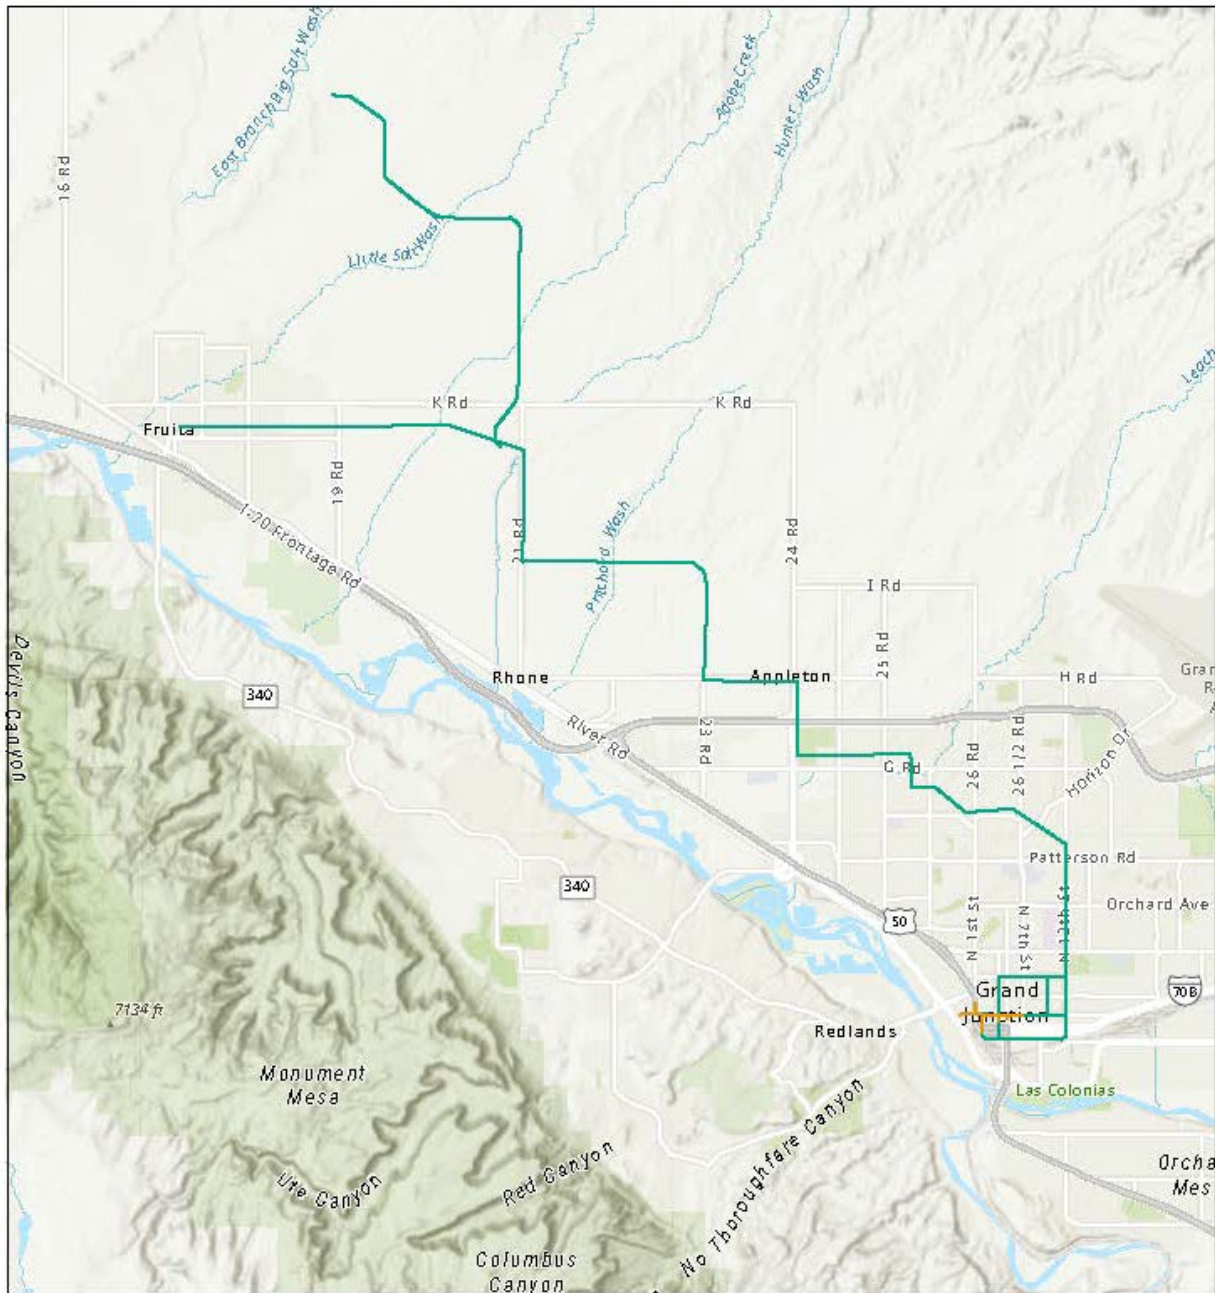 East Branch Big Salt Wash
Adobe Creek
Hunter Wash
16 Rd
Little Salt Wash
Leach
K Rd
K Rd
Fruita
19 Rd
I-70 Frontage Rd
21 Rd
Pritchard Wash
24 Rd
I Rd
25 Rd
Devils Canyon
Rhone
Appleton
H Rd
Gran
R
340
River Rd
23 Rd
G Rd
26 Rd
26 1/2 Rd
Horizon Dr
Patterson Rd
340
50
N 1st St
N 7th St
N 12th St
Orchard Ave
Grand
Junction
70B
7134 ft
Redlands
Monument
Mesa
Las Colonias
No Thoroughfare Canyon
Ute Canyon
Red Canyon
Orcha
Mes
Columbus
Canyon